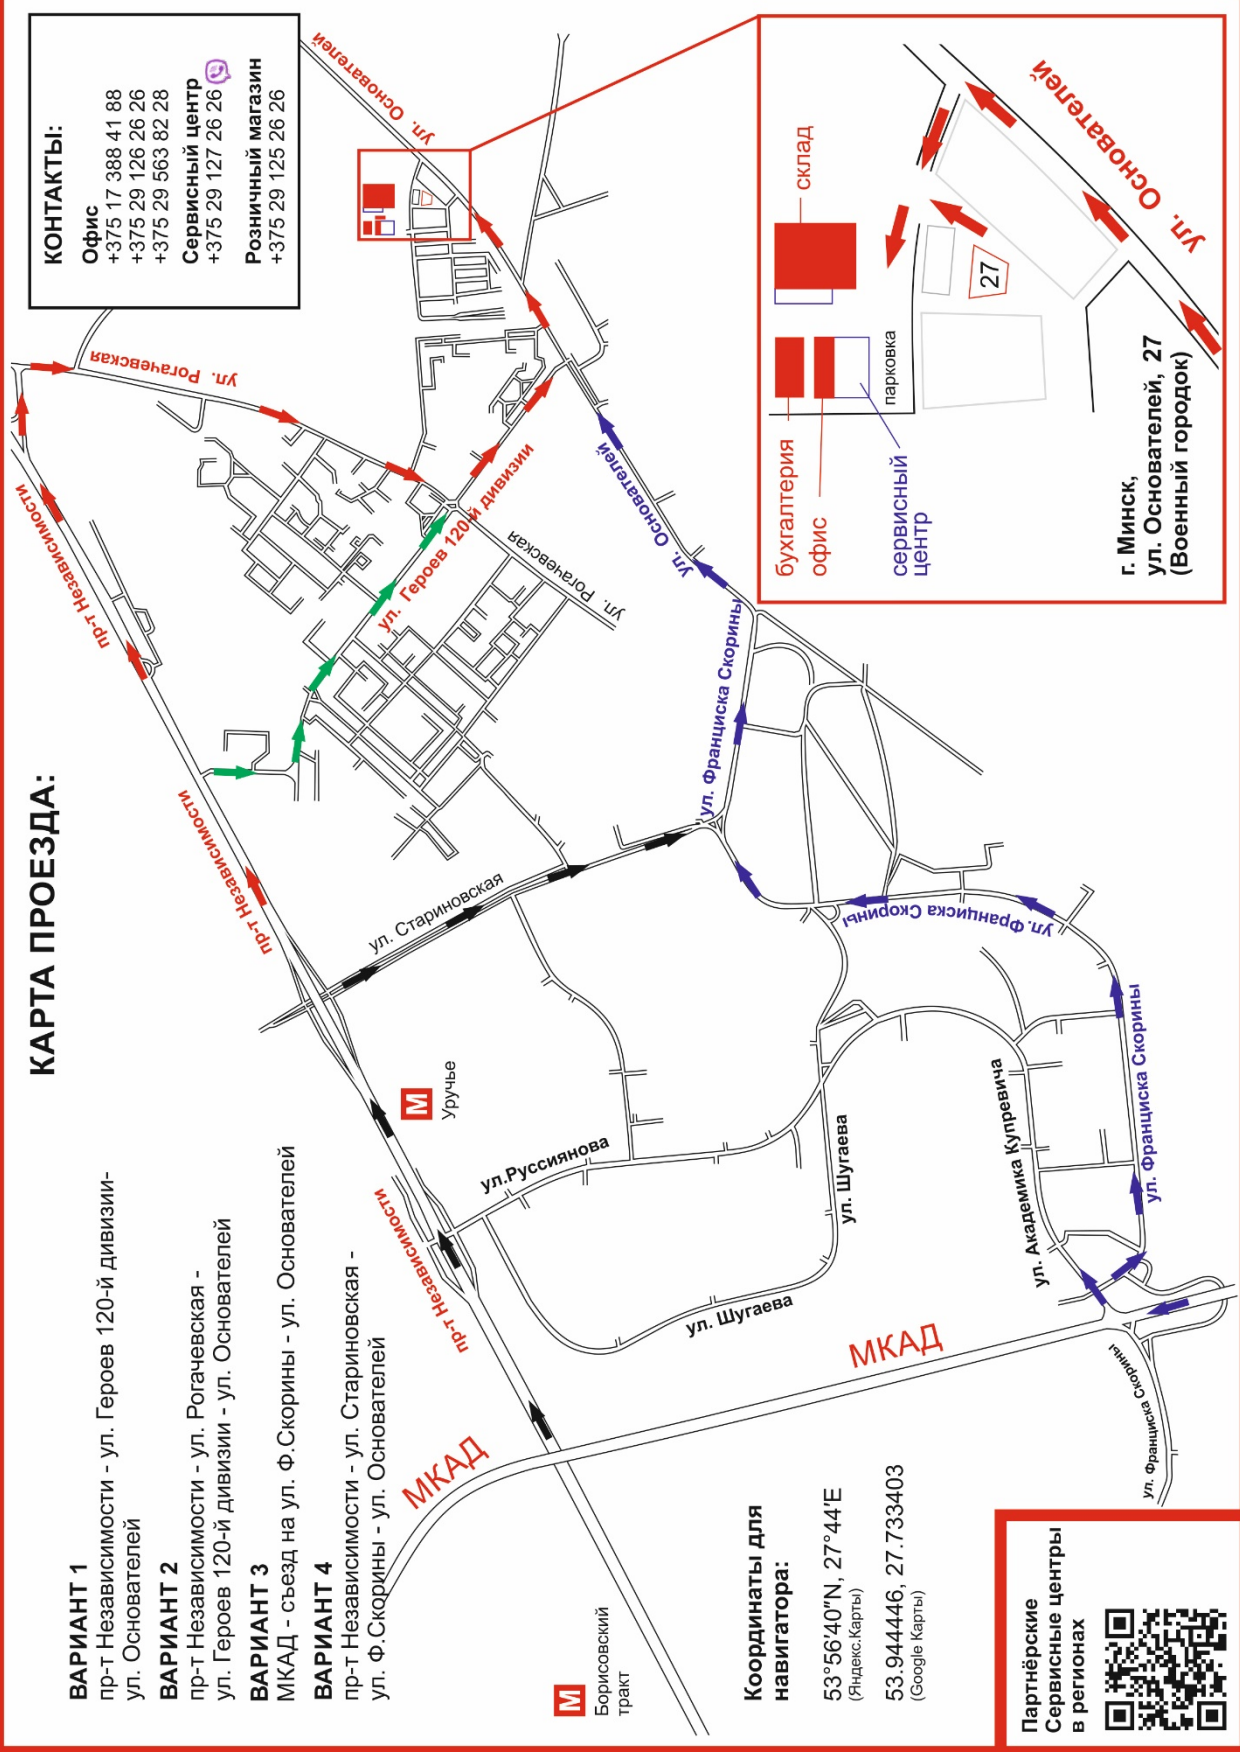 КАРТА ПРОЕЗДА:
КОНТАКТЫ:
Офис
+375 17 388 41 88
+375 29 126 26 26
+375 29 563 82 28
Сервисный центр
+375 29 127 26 26
Розничный магазин
+375 29 125 26 26
ВАРИАНТ 1
пр-т Независимости - ул. Героев 120-й дивизии-
ул. Основателей
ВАРИАНТ 2
пр-т Независимости - ул. Рогачевская -
ул. Героев 120-й дивизии - ул. Основателей
ВАРИАНТ 3
МКАД - съезд на ул. Ф.Скорины - ул. Основателей
ВАРИАНТ 4
пр-т Независимости - ул. Стариновская -
ул. Ф.Скорины - ул. Основателей
пр-т Независимости
пр-т Независимости
пр-т Независимости
ул. Рогачевская
ул. Рогачевская
ул. Героев 120-й дивизии
ул. Основателей
ул. Основателей
ул. Стариновская
ул. Франциска Скорины
ул. Франциска Скорины
ул. Франциска Скорины
ул. Франциска Скорины
М
Уручье
ул.Руссиянова
ул. Шугаева
ул. Шугаева
ул. Академика Купревича
МКАД
МКАД
М
Борисовский
тракт
Координаты для
навигатора:
53°56'40"N, 27°44'E
(Яндекс.Карты)
53.944446, 27.733403
(Google Карты)
Партнёрские
Сервисные центры
в регионах
бухгалтерия
офис
сервисный
центр
склад
парковка
27
ул. Основателей
г. Минск,
ул. Основателей, 27
(Военный городок)